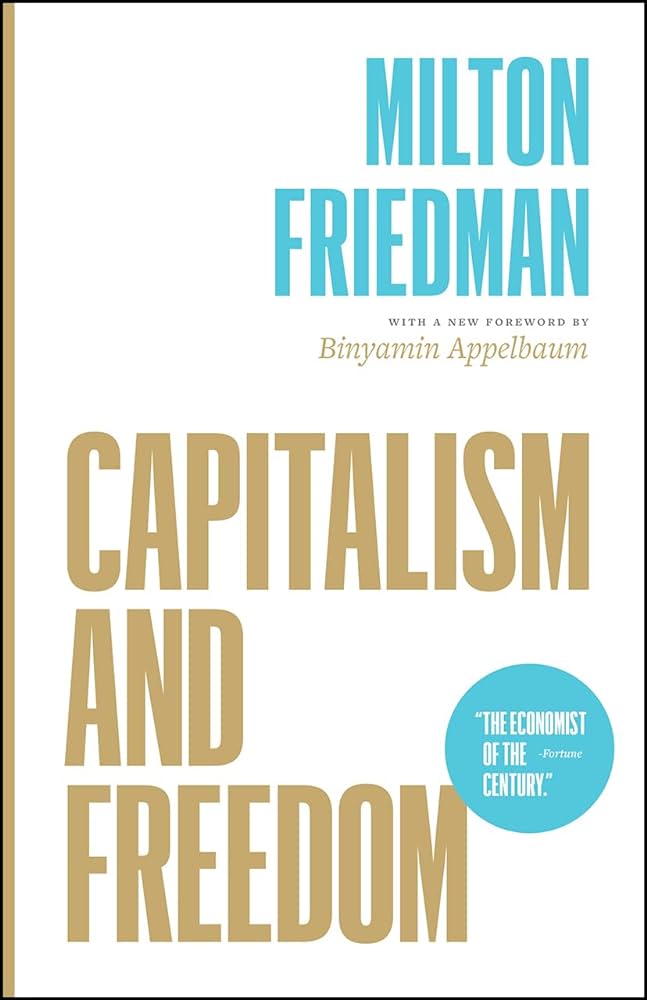 MILTON
FRIEDMAN
WITH A NEW FOREWORD BY
Binyamin Appelbaum
CAPITALISM
AND
FREEDOM
“THE ECONOMIST
OF THE -Fortune
CENTURY.”